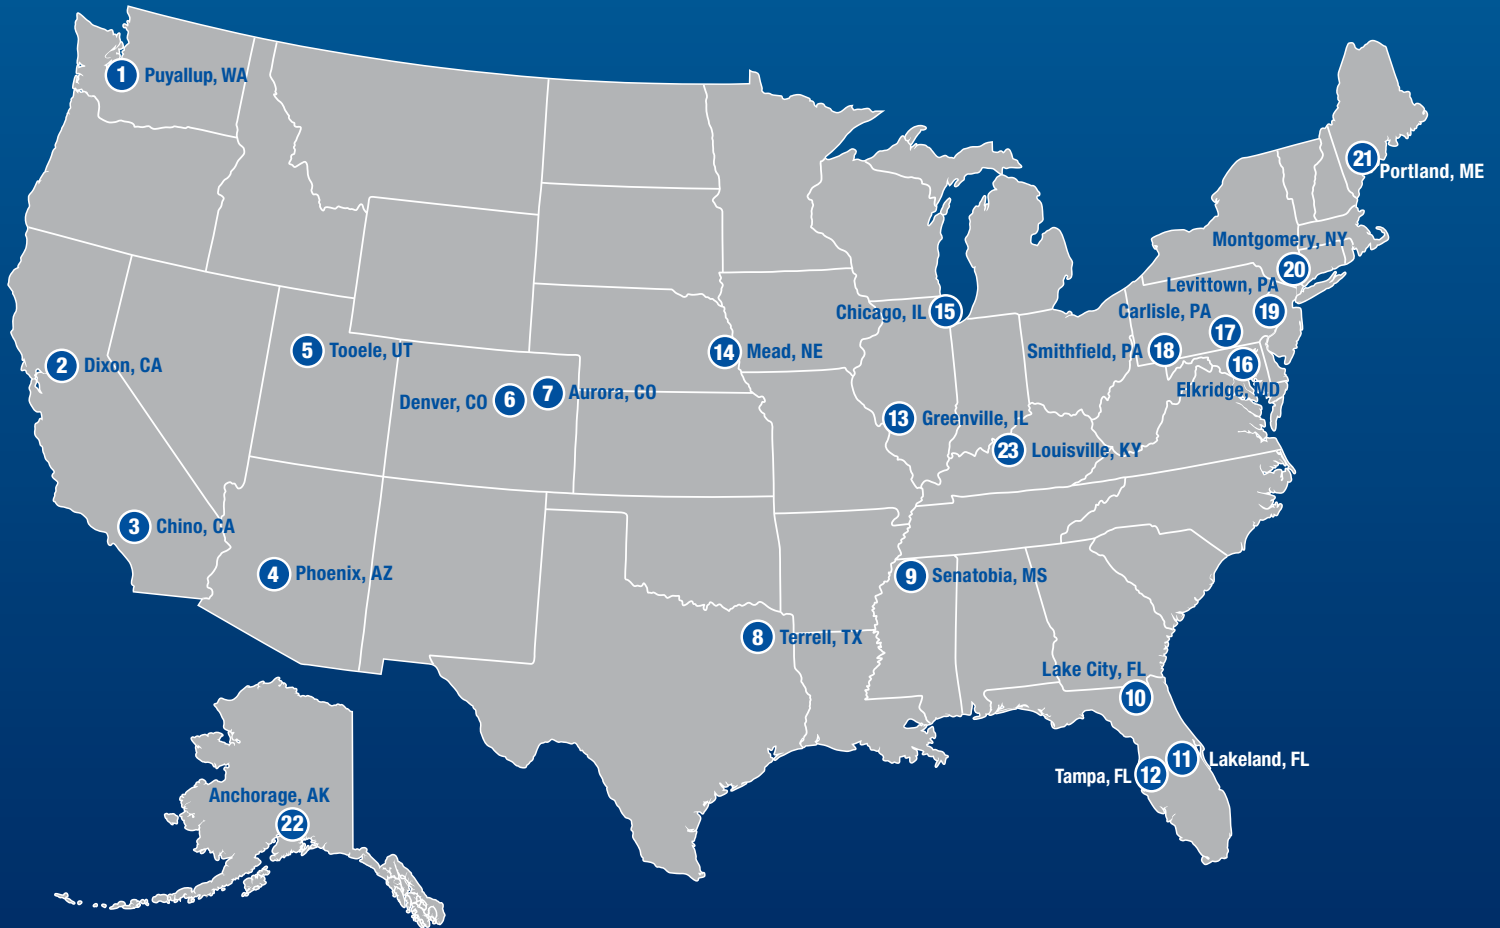 1 Puyallup, WA
2 Dixon, CA
3 Chino, CA
4 Phoenix, AZ
5 Tooele, UT
Denver, CO 6
7 Aurora, CO
8 Terrell, TX
9 Senatobia, MS
Lake City, FL
10
11 Lakeland, FL
Tampa, FL 12
13 Greenville, IL
14 Mead, NE
Chicago, IL 15
16
Elkridge, MD
Carlisle, PA
17
Smithfield, PA 18
Levittown, PA
19
Montgomery, NY
20
21 Portland, ME
Anchorage, AK
22
23 Louisville, KY